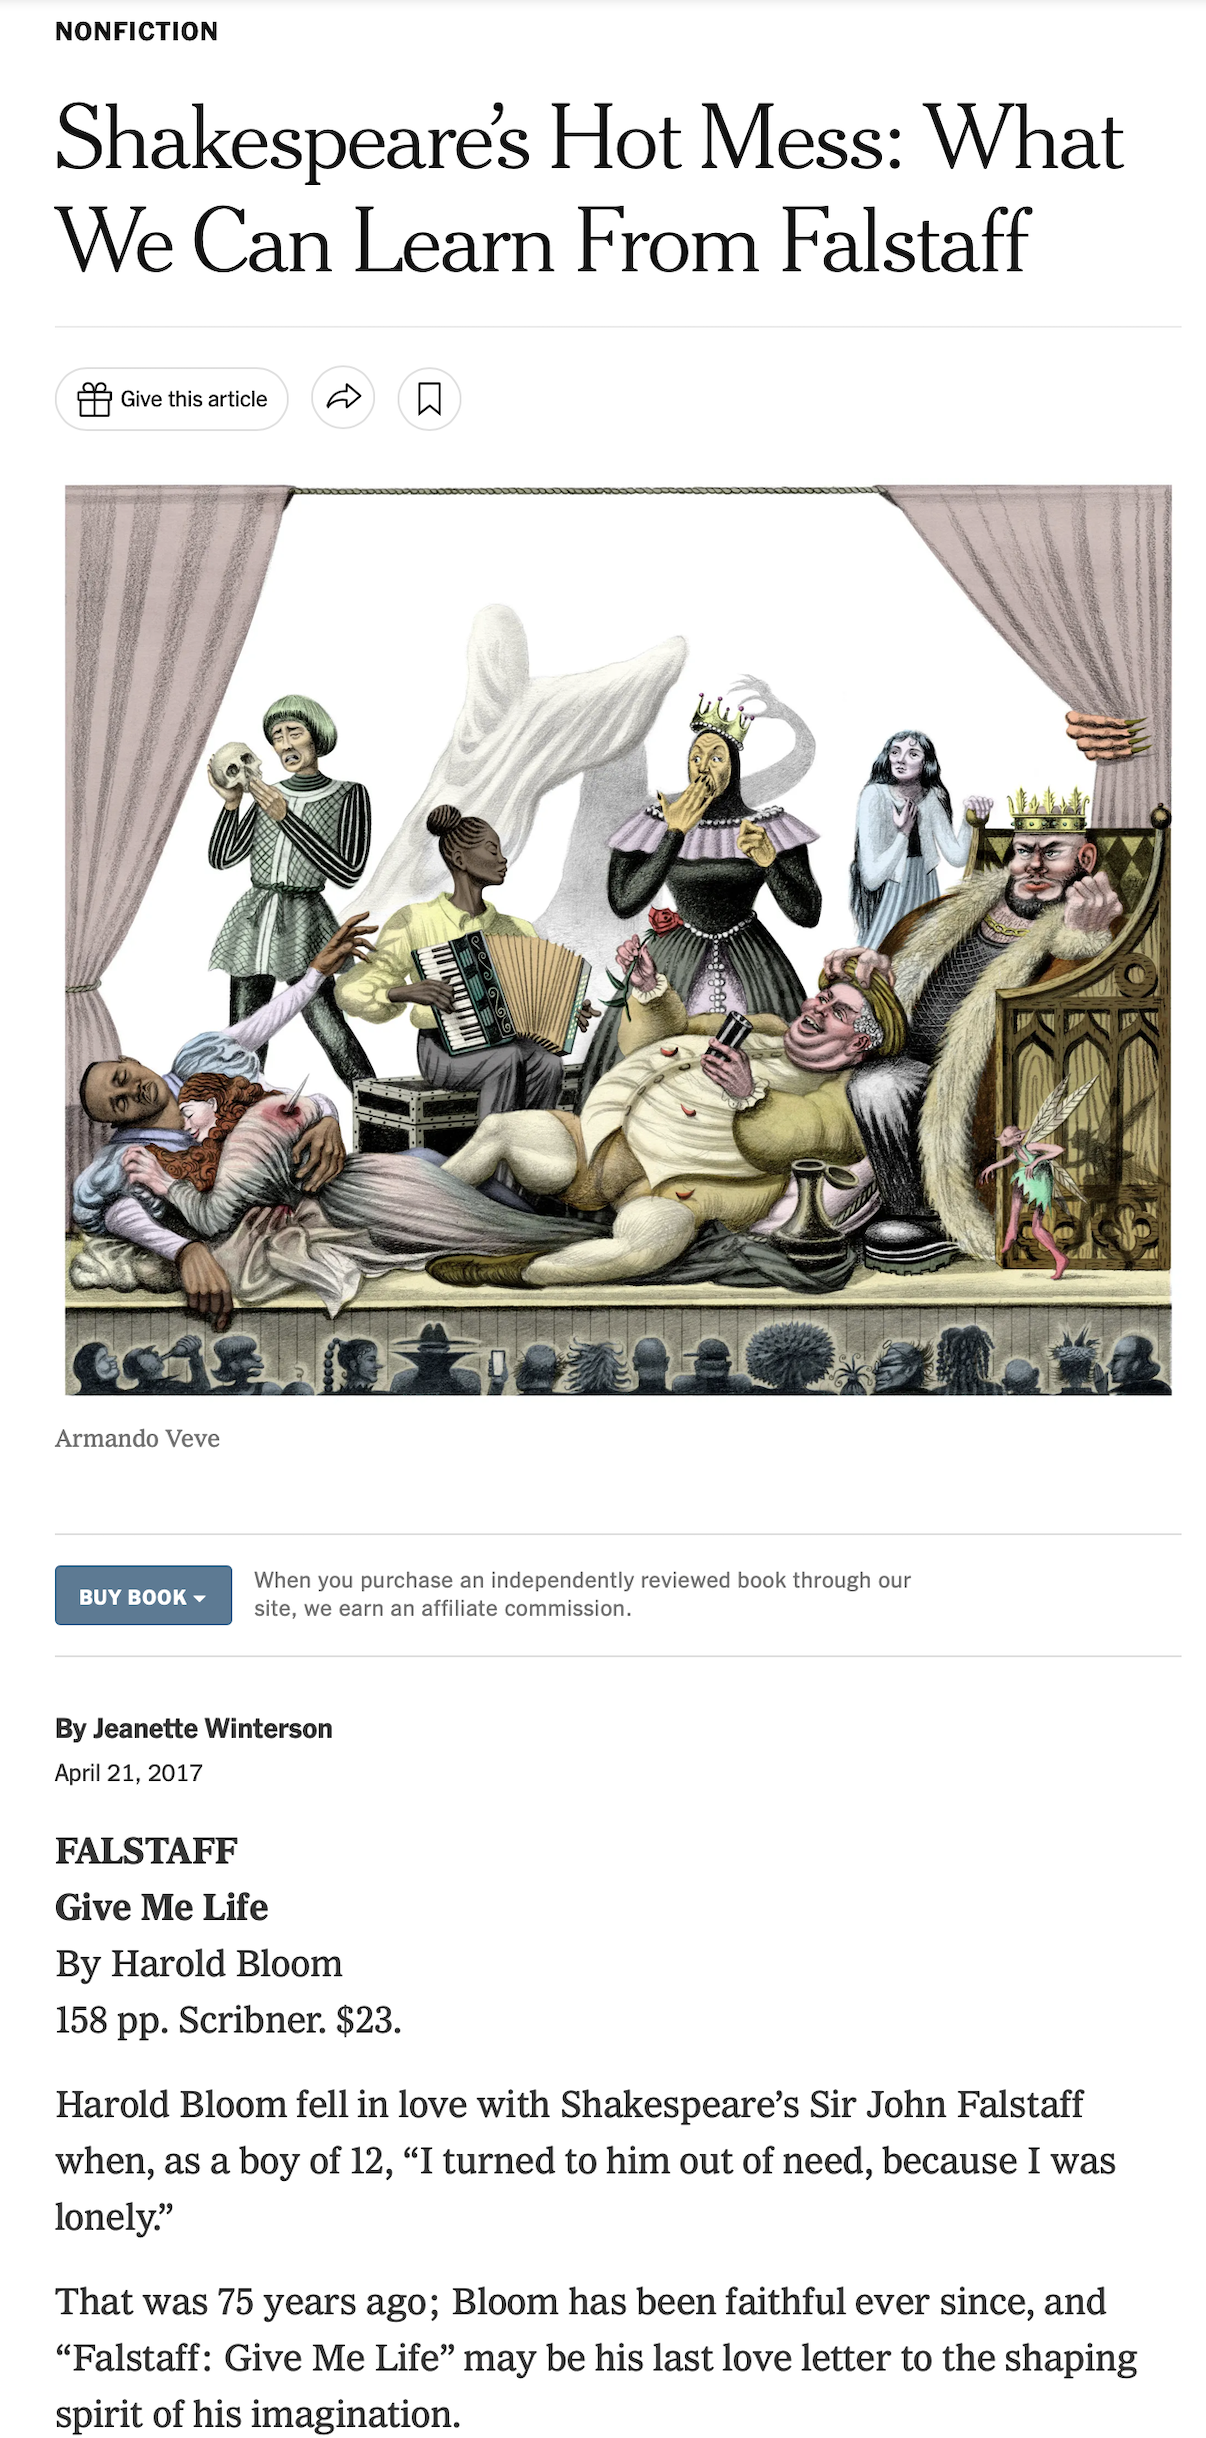 NONFICTION
Shakespeare’s Hot Mess: What
We Can Learn From Falstaff
Give this article
Armando Veve
BUY BOOK
When you purchase an independently reviewed book through our
site, we earn an affiliate commission.
By Jeanette Winterson
April 21, 2017
FALSTAFF
Give Me Life
By Harold Bloom
158 pp. Scribner. $23.
Harold Bloom fell in love with Shakespeare’s Sir John Falstaff
when, as a boy of 12, “I turned to him out of need, because I was
lonely.”
That was 75 years ago; Bloom has been faithful ever since, and
“Falstaff: Give Me Life” may be his last love letter to the shaping
spirit of his imagination.